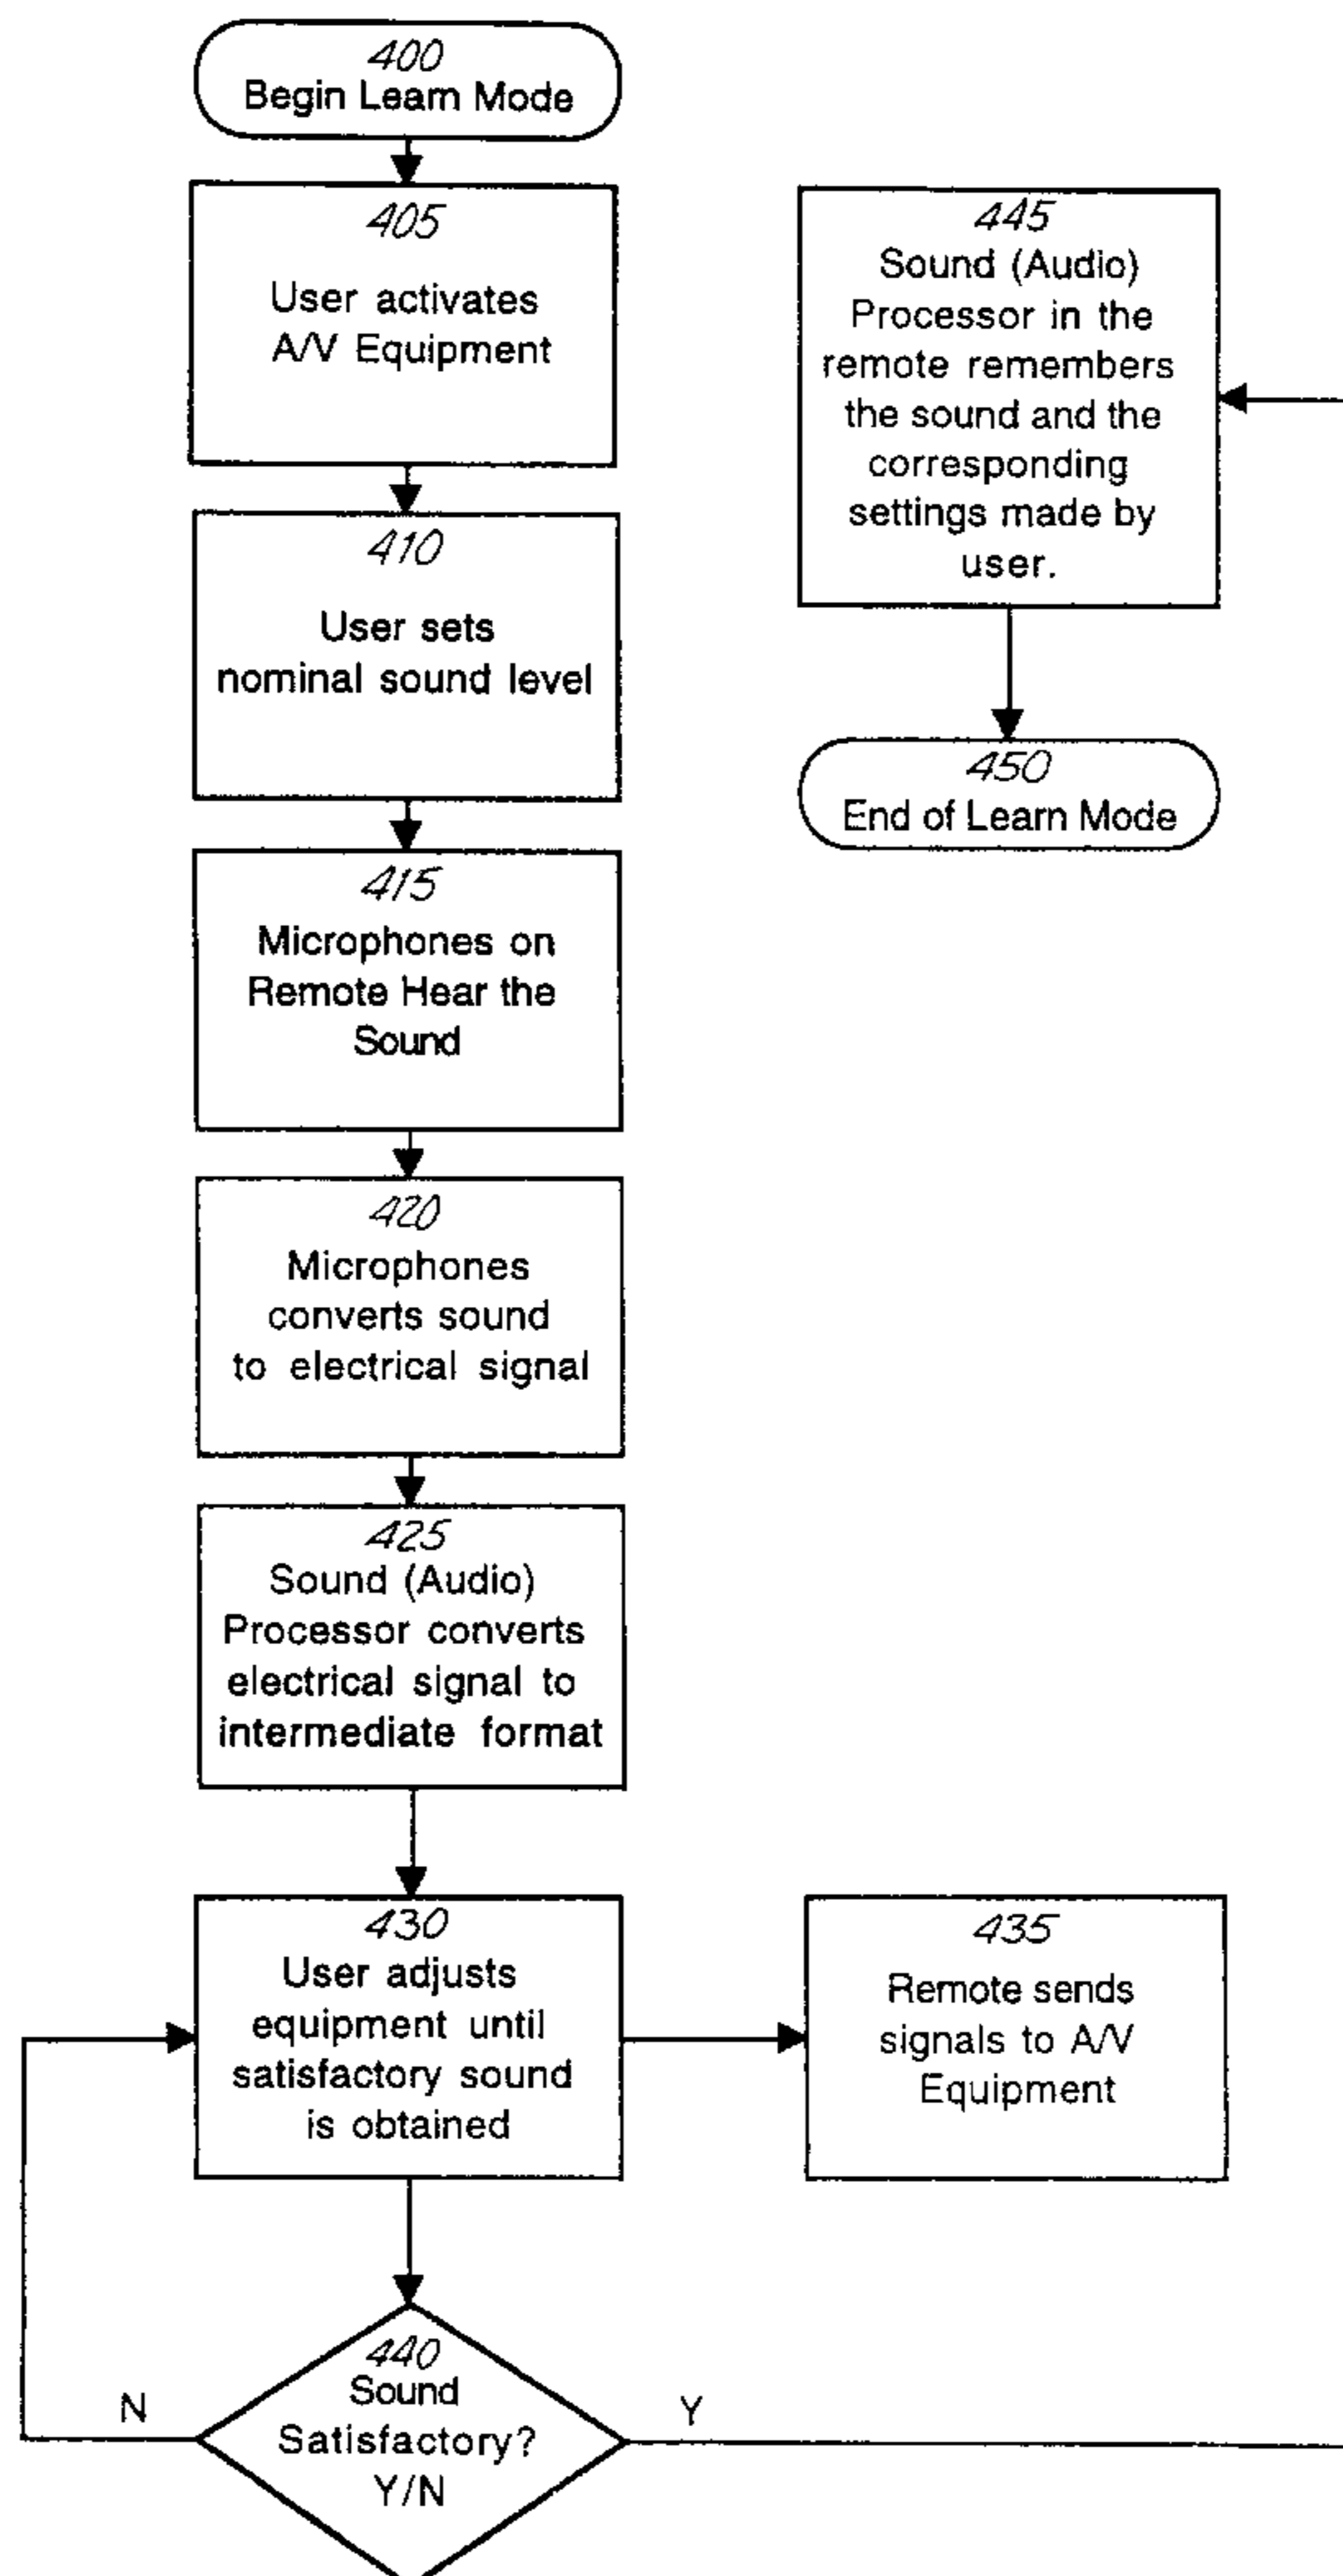 400
Begin Learn Mode
405
User activates
A/V Equipment
410
User sets
nominal sound level
415
Microphones on
Remote Hear the
Sound
420
Microphones
converts sound
to electrical signal
425
Sound (Audio)
Processor converts
electrical signal to
intermediate format
430
User adjusts
equipment until
satisfactory sound
is obtained
435
Remote sends
signals to A/V
Equipment
440
Sound
Satisfactory?
Y/N
N
Y
445
Sound (Audio)
Processor in the
remote remembers
the sound and the
corresponding
settings made by
user.
450
End of Learn Mode